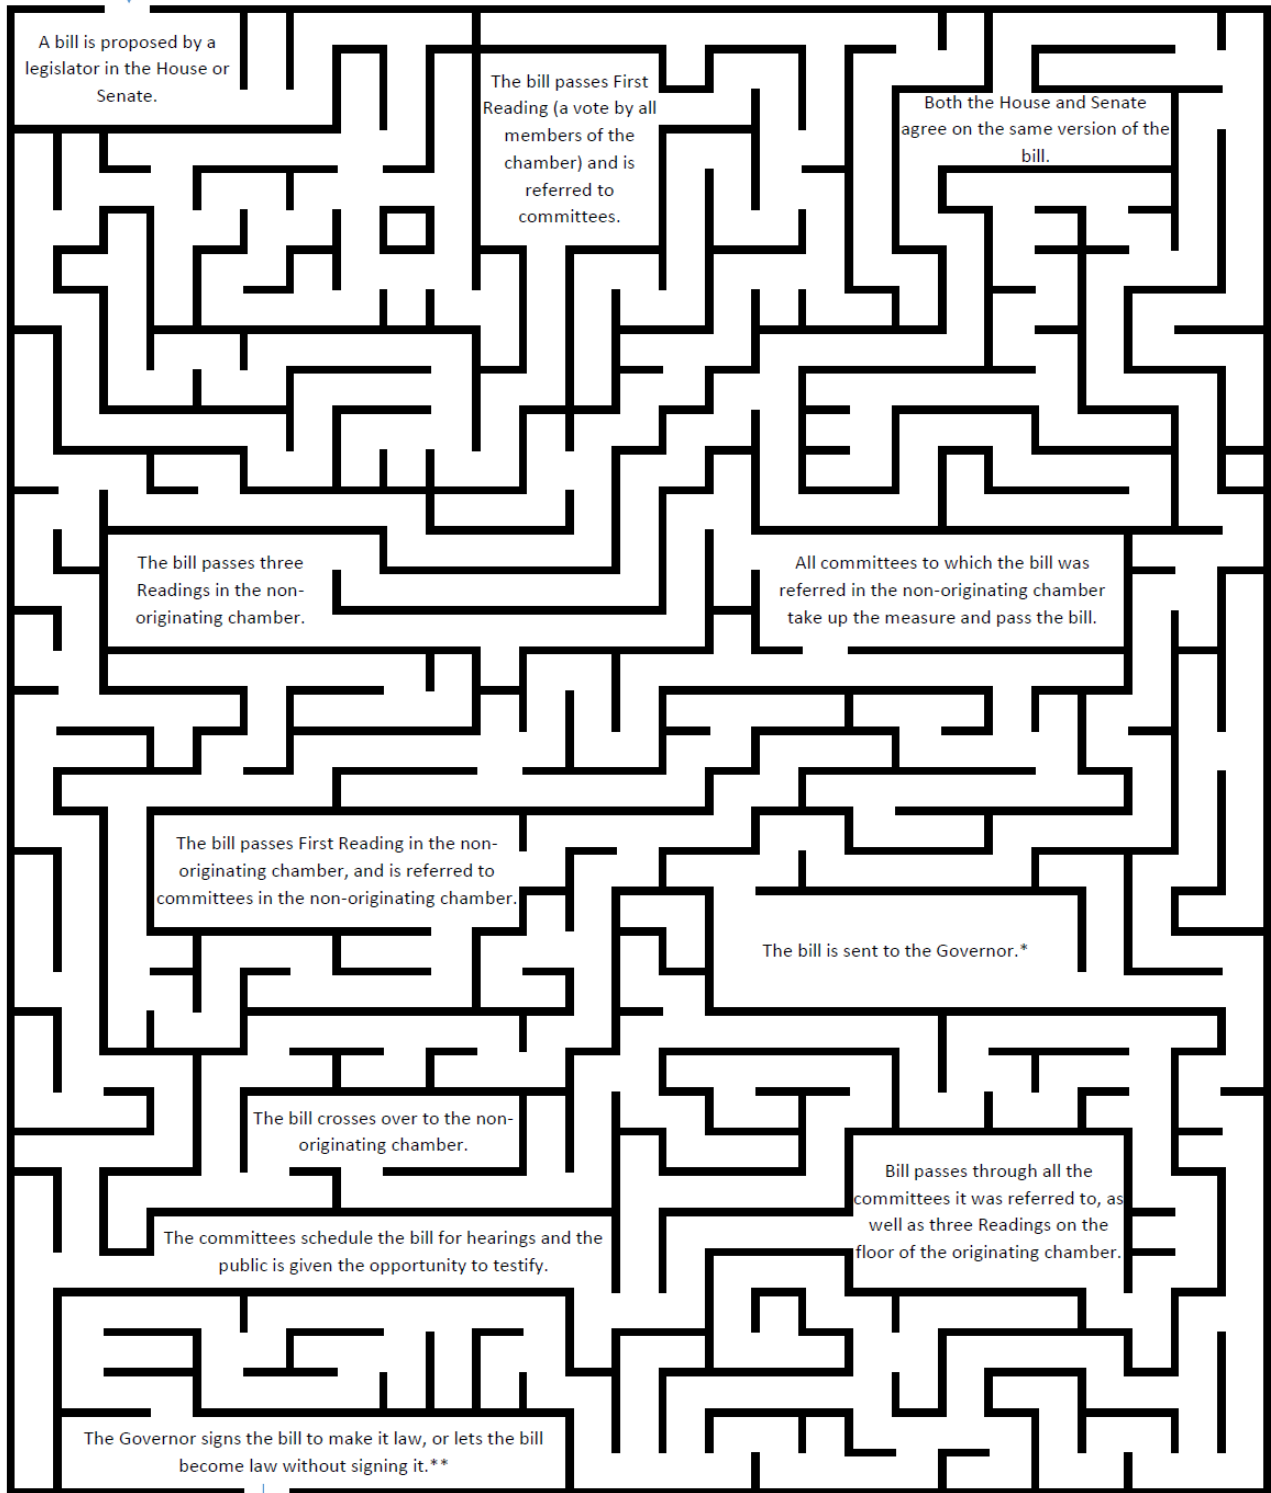 A bill is proposed by a
legislator in the House or
Senate.
The bill passes First
Reading (a vote by all
members of the
chamber) and is
referred to
committees.
Both the House and Senate
agree on the same version of the
bill.
The bill passes three
Readings in the non-
originating chamber.
All committees to which the bill was
referred in the non-originating chamber
take up the measure and pass the bill.
The bill passes First Reading in the non-
originating chamber, and is referred to
committees in the non-originating chamber.
The bill is sent to the Governor.*
The bill crosses over to the non-
originating chamber.
Bill passes through all the
committees it was referred to, as
well as three Readings on the
floor of the originating chamber.
The committees schedule the bill for hearings and the
public is given the opportunity to testify.
The Governor signs the bill to make it law, or lets the bill
become law without signing it.**